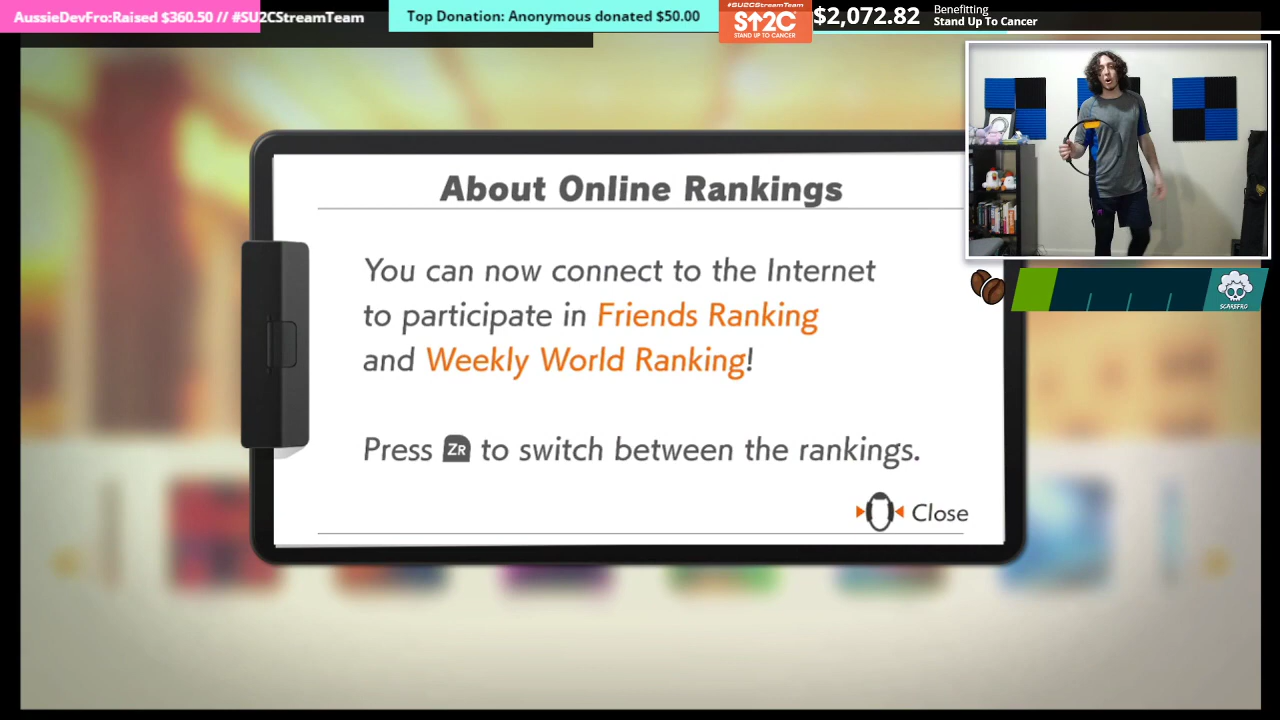 AussieDevFro:Raised $360.50 // #SU2CStreamTeam
Top Donation: Anonymous donated $50.00
#SU2CStreamTeam
SU2C
STAND UP TO CANCER
$2,072.82
Benefitting
Stand Up To Cancer
About Online Rankings
You can now connect to the Internet
to participate in Friends Ranking
and Weekly World Ranking!
Press ZR to switch between the rankings.
Close
SCARBFRO